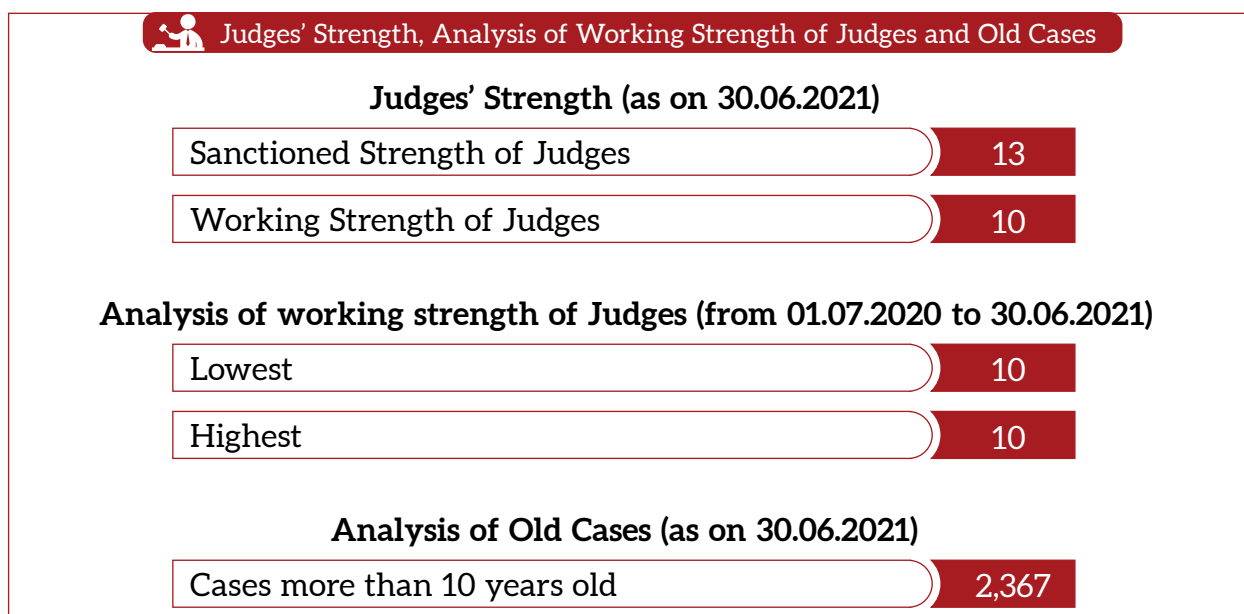 Judges’ Strength, Analysis of Working Strength of Judges and Old Cases
Judges’ Strength (as on 30.06.2021)
Sanctioned Strength of Judges 13
Working Strength of Judges 10
Analysis of working strength of Judges (from 01.07.2020 to 30.06.2021)
Lowest 10
Highest 10
Analysis of Old Cases (as on 30.06.2021)
Cases more than 10 years old 2,367